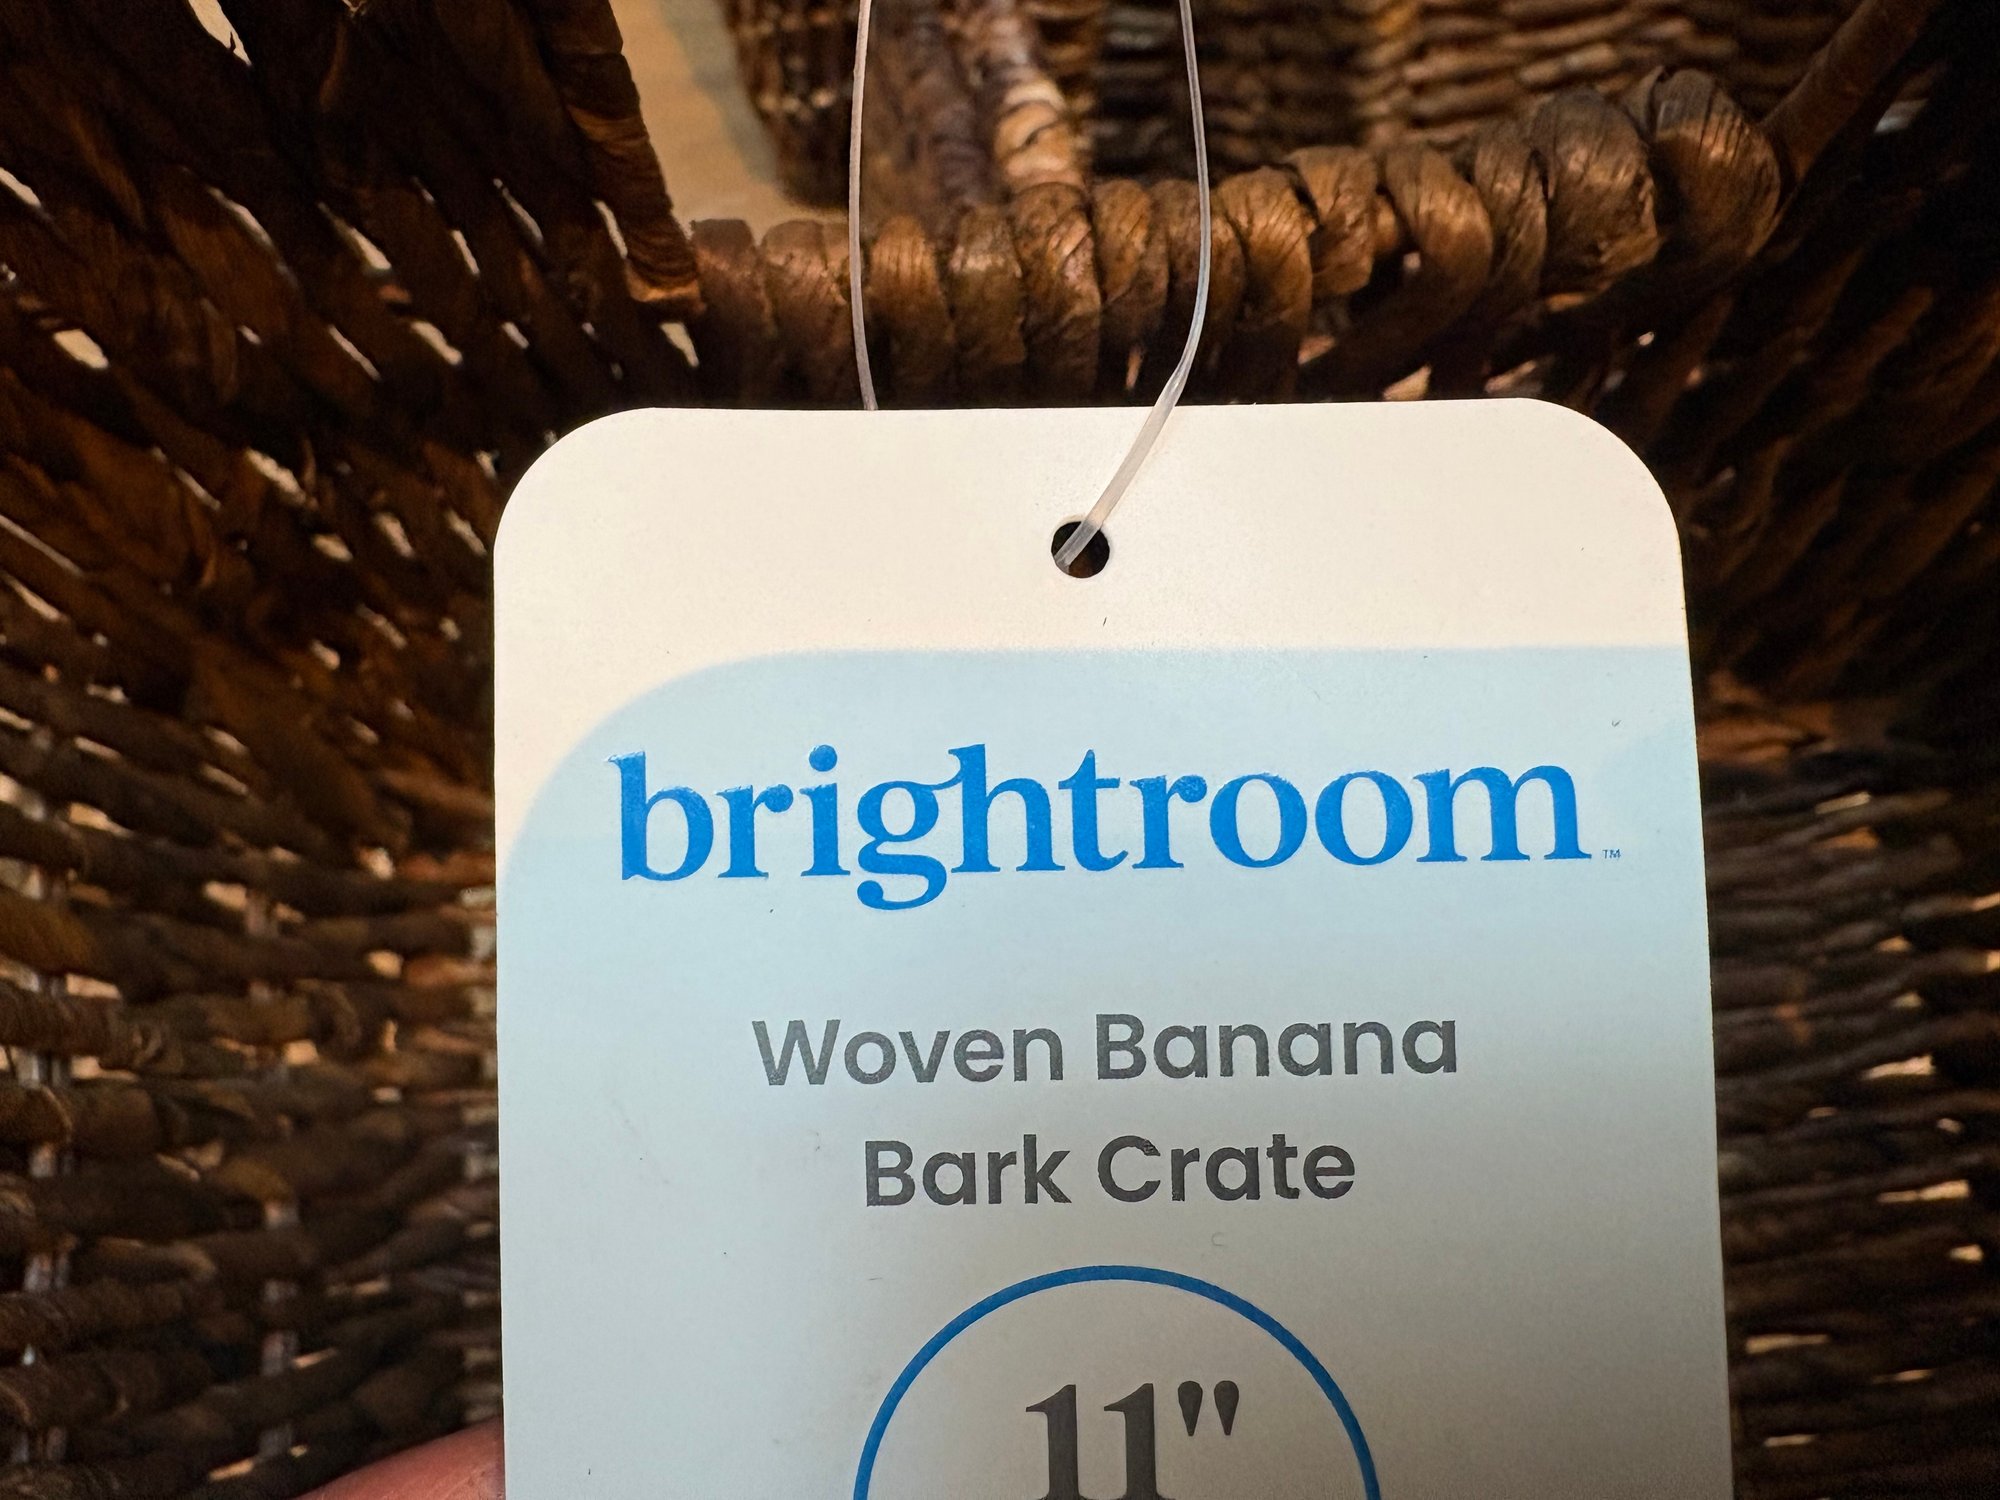 brightroom™
Woven Banana
Bark Crate
11"